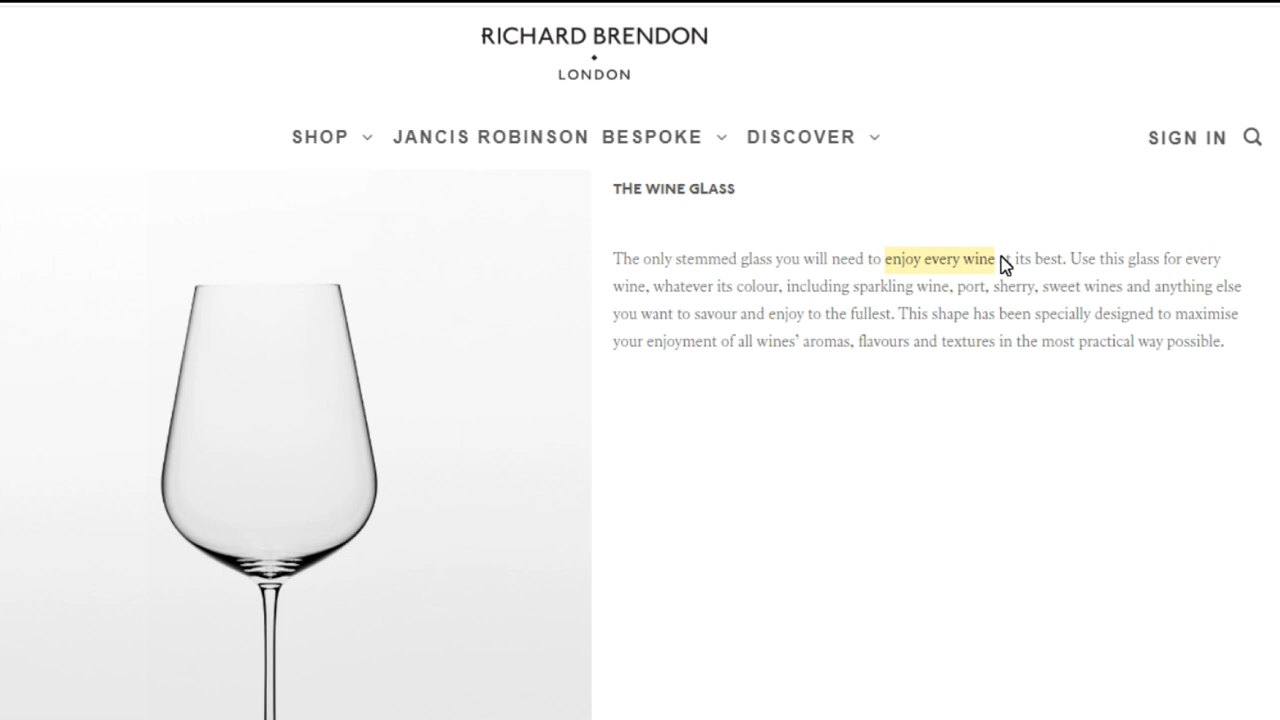 RICHARD BRENDON
LONDON
SHOP JANCIS ROBINSON BESPOKE DISCOVER SIGN IN
THE WINE GLASS
The only stemmed glass you will need to enjoy every wine its best. Use this glass for every
wine, whatever its colour, including sparkling wine, port, sherry, sweet wines and anything else
you want to savour and enjoy to the fullest. This shape has been specially designed to maximise
your enjoyment of all wines’ aromas, flavours and textures in the most practical way possible.